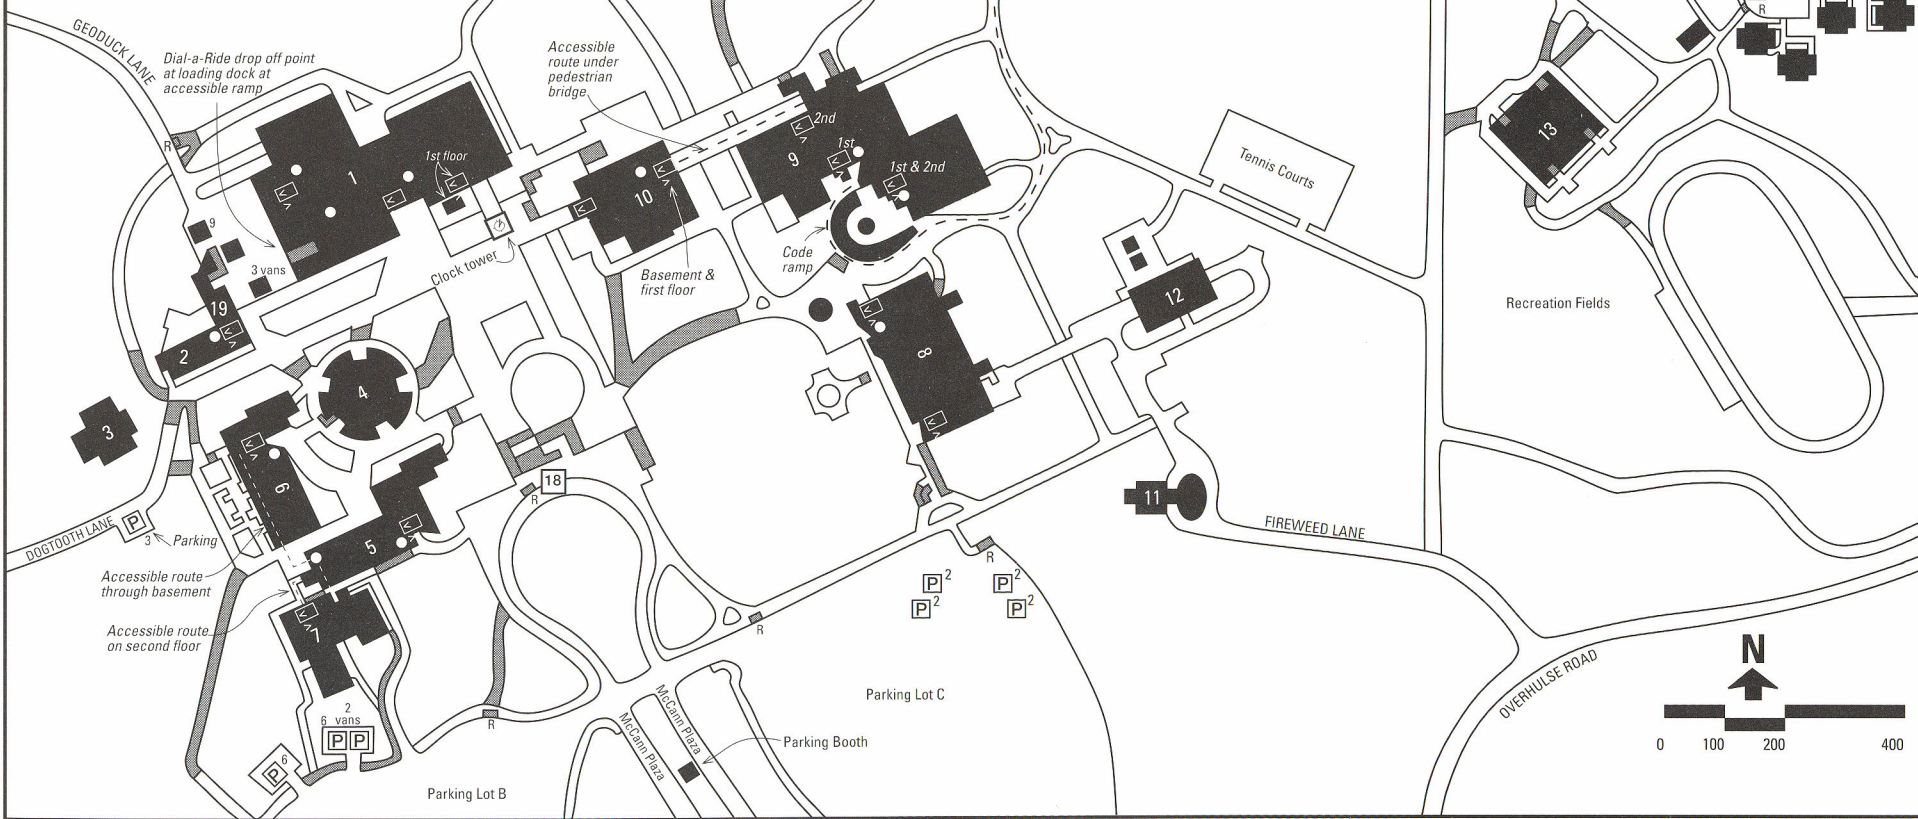 GEODUCK LANE
Dial-a-Ride drop off point
at loading dock at
accessible ramp
Accessible
route under
pedestrian
bridge
R
R
1
1st floor
2nd
1st
1st & 2nd
9
10
Tennis Courts
13
9
3 vans
Clock tower
Basement &
first floor
Code
ramp
19
2
12
Recreation Fields
8
4
3
6
18
R
11
FIREWEED LANE
DOGTOOTH LANE
P
3
Parking
5
R
Accessible route
through basement
P 2
P 2
P 2
P 2
Accessible route
on second floor
7
R
N
OVERHULSE ROAD
Parking Lot C
2
6 vans
P P
R
McCann Plaza
McCann Plaza
Parking Booth
0 100 200 400
P 6
Parking Lot B